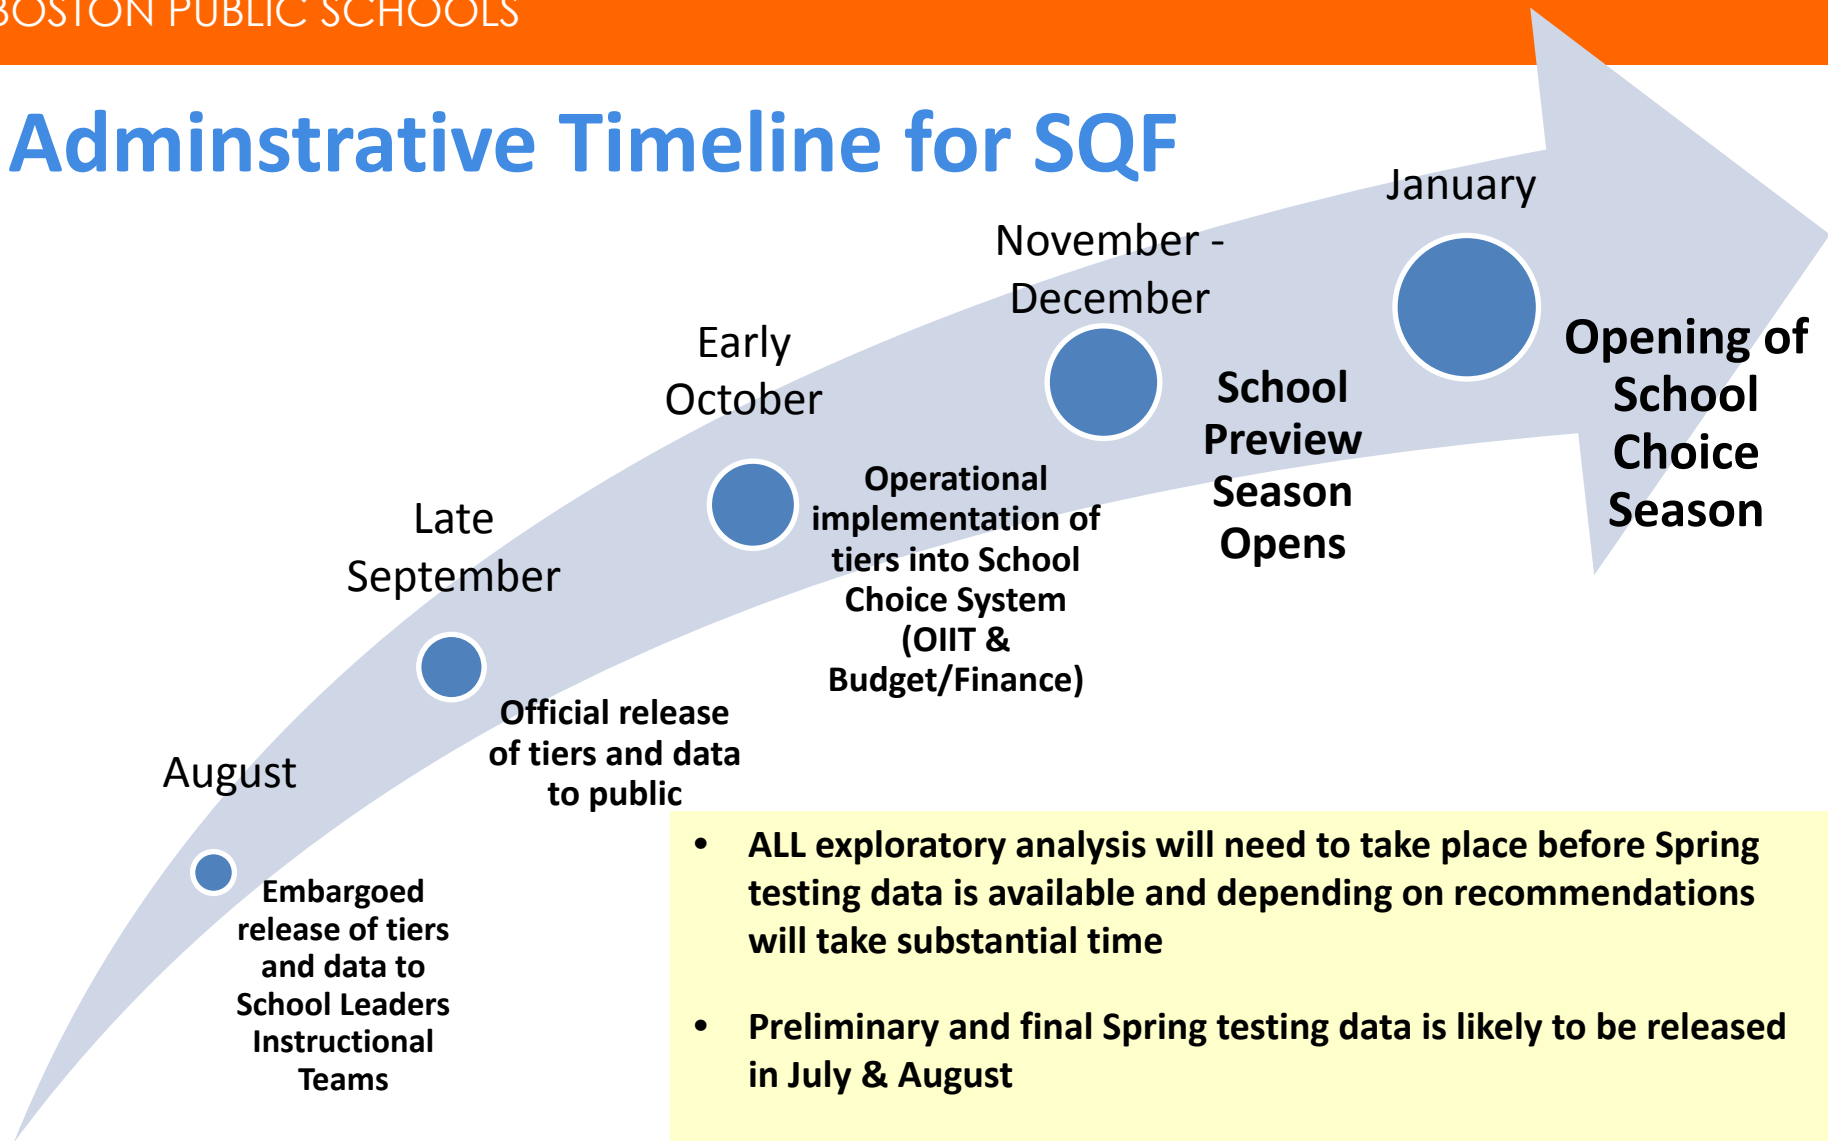 BOSTON PUBLIC SCHOOLS
Adminstrative Timeline for SQF
August
Embargoed
release of tiers
and data to
School Leaders
Instructional
Teams
Late
September
Official release
of tiers and data
to public
Early
October
Operational
implementation of
tiers into School
Choice System
(OIIT &
Budget/Finance)
November -
December
School
Preview
Season
Opens
January
Opening of
School
Choice
Season
• ALL exploratory analysis will need to take place before Spring
testing data is available and depending on recommendations
will take substantial time
• Preliminary and final Spring testing data is likely to be released
in July & August